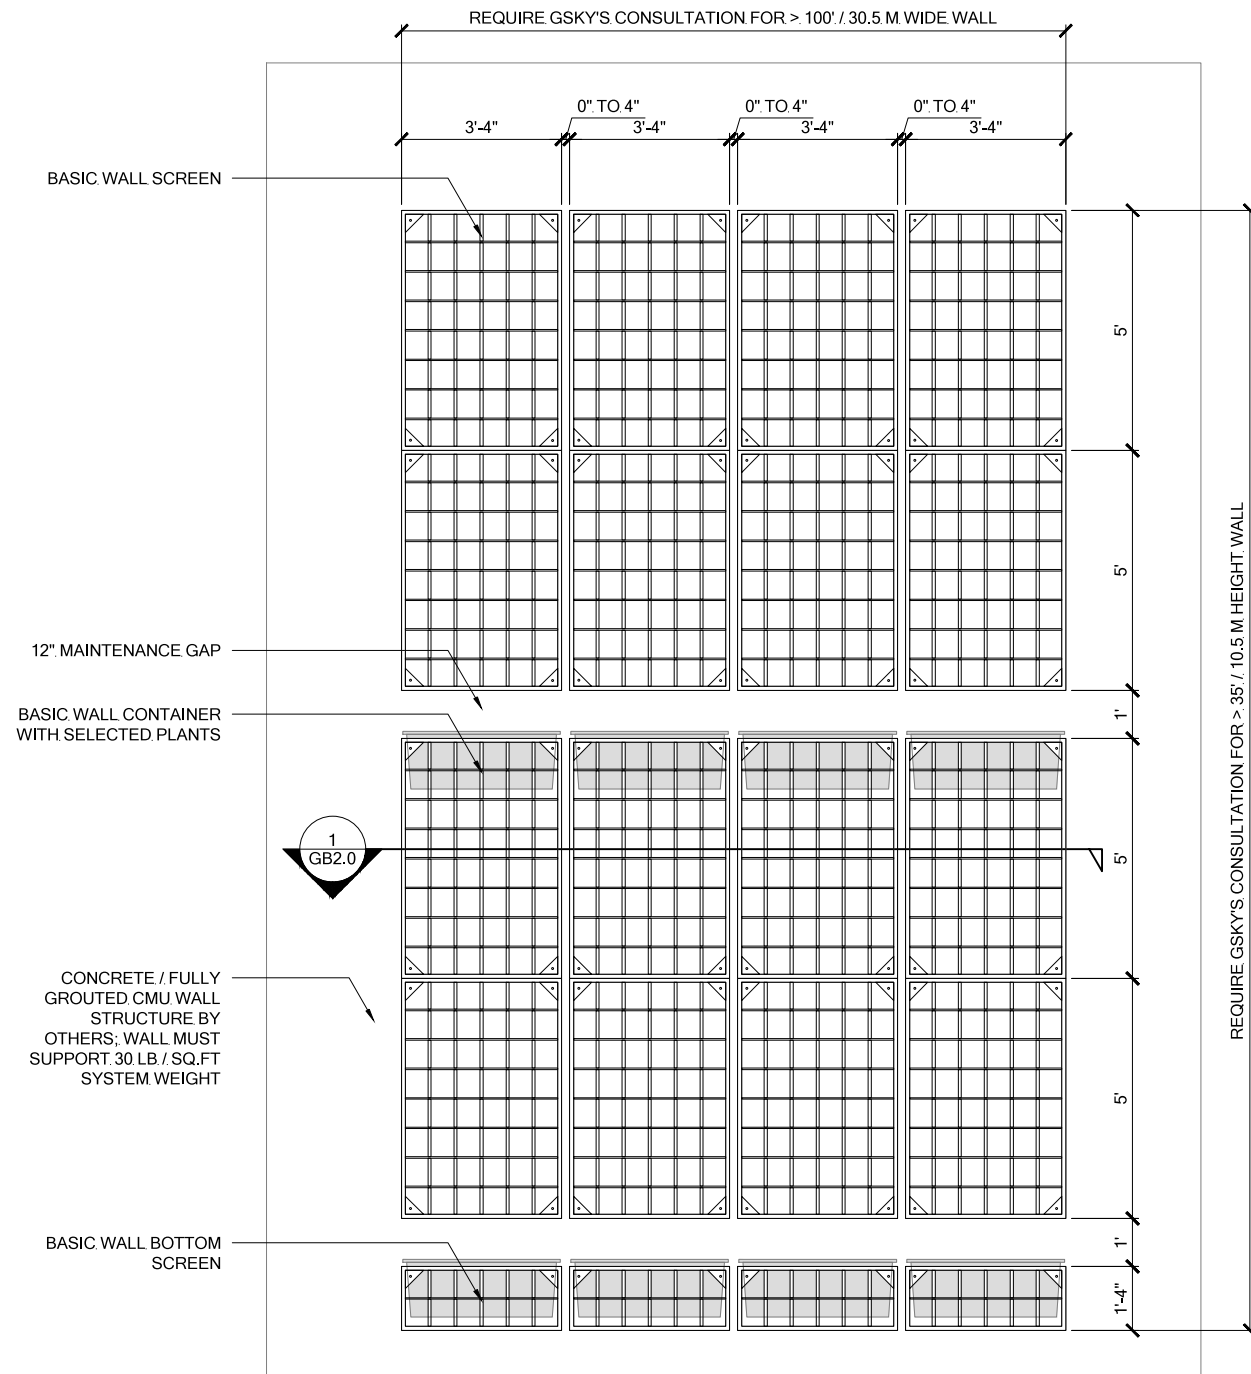 REQUIRE GSKY'S CONSULTATION FOR > 100' / 30.5 M WIDE WALL
0" TO 4"
0" TO 4"
0" TO 4"
3'-4"
3'-4"
3'-4"
3'-4"
BASIC WALL SCREEN
5'
5'
REQUIRE GSKY'S CONSULTATION FOR > 35' / 10.5 M HEIGHT WALL
12" MAINTENANCE GAP
1'
BASIC WALL CONTAINER
WITH SELECTED PLANTS
1
GB2.0
5'
CONCRETE / FULLY
GROUTED CMU WALL
STRUCTURE BY
OTHERS; WALL MUST
SUPPORT 30 LB / SQ.FT
SYSTEM WEIGHT
5'
1'
BASIC WALL BOTTOM
SCREEN
1'-4"